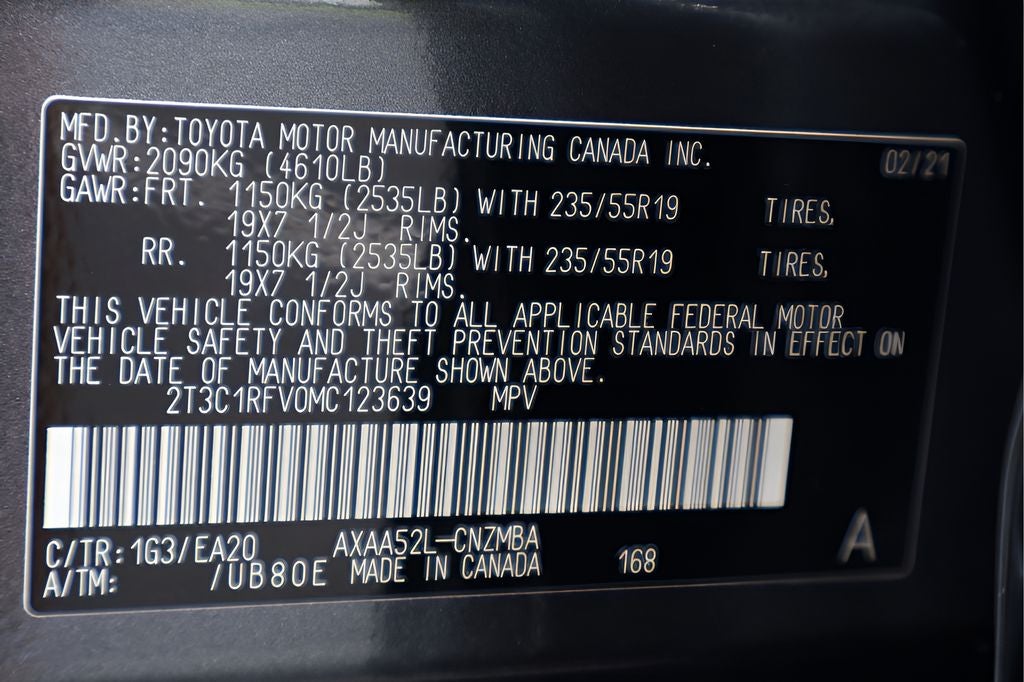 MFD.BY:TOYOTA MOTOR MANUFACTURING CANADA INC. 02/21
GVWR:2090KG (4610LB)
GAWR:FRT. 1150KG (2535LB) WITH 235/55R19 TIRES,
19X7 1/2J RIMS.
RR. 1150KG (2535LB) WITH 235/55R19 TIRES,
19X7 1/2J RIMS.
THIS VEHICLE CONFORMS TO ALL APPLICABLE FEDERAL MOTOR
VEHICLE SAFETY AND THEFT PREVENTION STANDARDS IN EFFECT ON
THE DATE OF MANUFACTURE SHOWN ABOVE.
2T3C1RFV0MC123639 MPV
C/TR:1G3/EA20 AXAA52L-CNZMBA
A/TM: /UB80E MADE IN CANADA 168 A